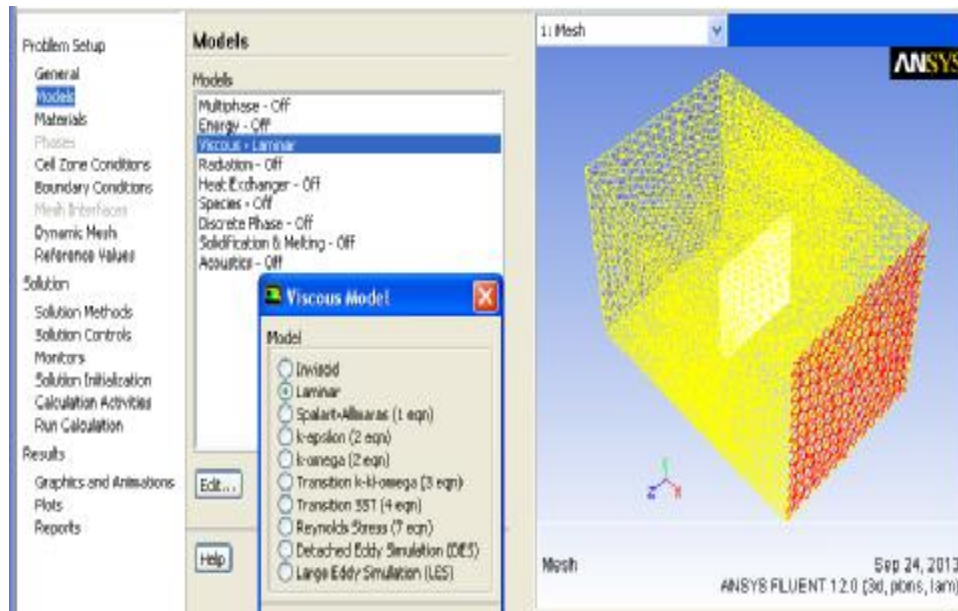 Problem Setup
General
Models
Materials
Phases
Cell Zone Conditions
Boundary Conditions
Mesh Interfaces
Dynamic Mesh
Reference Values
Solution
Solution Methods
Solution Controls
Monitors
Solution Initialization
Calculation Activities
Run Calculation
Results
Graphics and Animations
Plots
Reports
Models
Models
Multiphase - Off
Energy - Off
Viscous - Laminar
Radiation - Off
Heat Exchanger - Off
Species - Off
Discrete Phase - Off
Solidification & Melting - Off
Acoustics - Off
Edit...
Help
Viscous Model
Model
Inviscid
Laminar
Spalart-Allmaras (1 eqn)
k-epsilon (2 eqn)
k-omega (2 eqn)
Transition k-kl-omega (3 eqn)
Transition SST (4 eqn)
Reynolds Stress (7 eqn)
Detached Eddy Simulation (DES)
Large Eddy Simulation (LES)
1: Mesh
ANSYS
Y
Z X
Mesh
Sep 24, 2013
ANSYS FLUENT 12.0 (3d, pbns, lam)